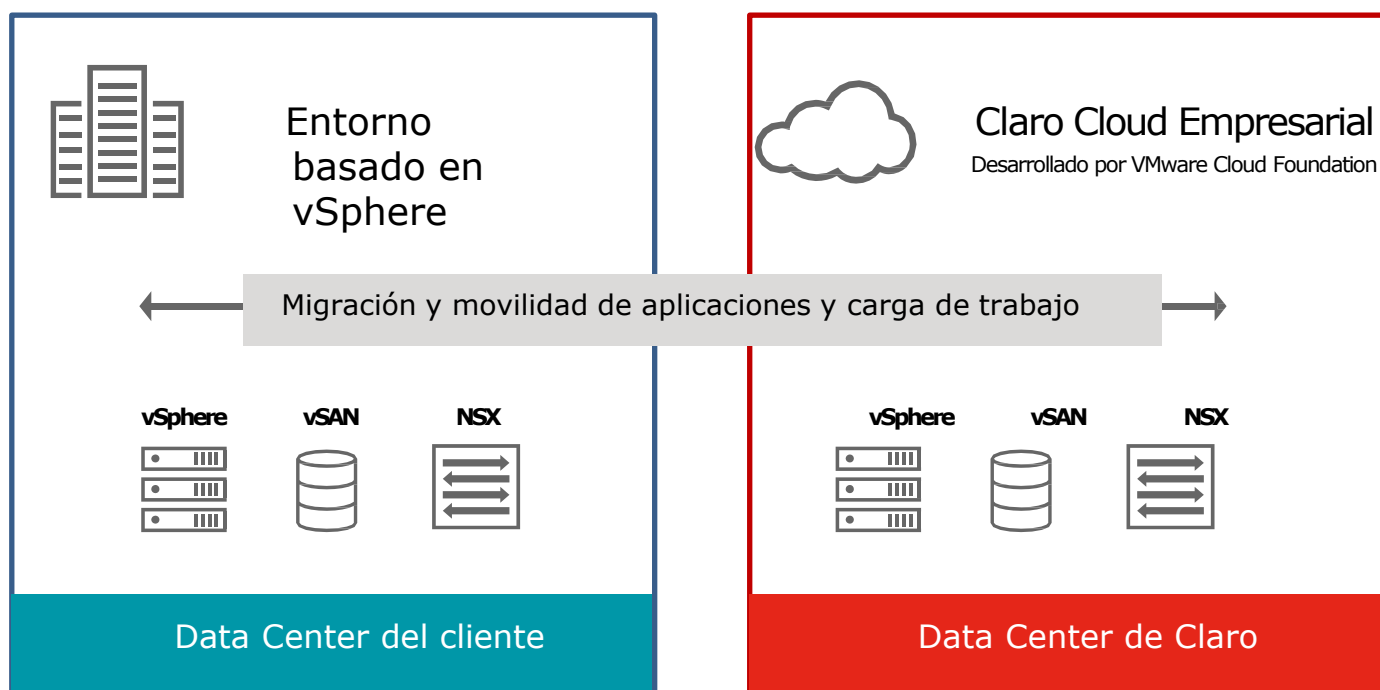 Entorno
basado en
vSphere
Claro Cloud Empresarial
Desarrollado por VMware Cloud Foundation
Migración y movilidad de aplicaciones y carga de trabajo
vSphere vSAN NSX
vSphere vSAN NSX
Data Center del cliente
Data Center de Claro